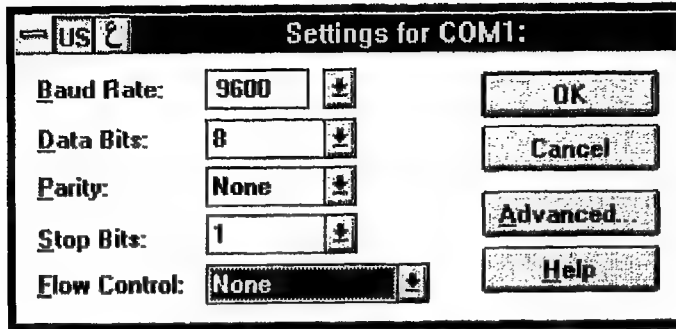 US ع Settings for COM1:
Baud Rate: 9600 OK
Data Bits: 8 Cancel
Parity: None
Advanced...
Stop Bits: 1
Flow Control: None Help